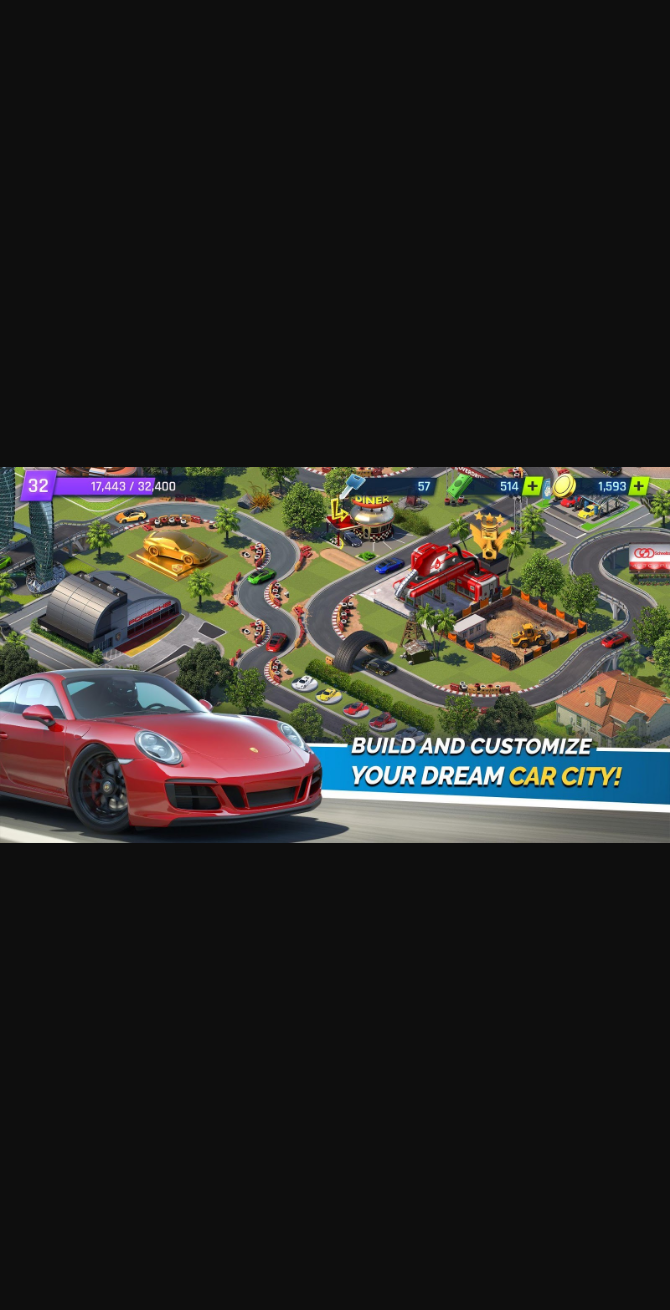 32
17,443 / 32,400
57
514
1,593
DINER
BUILD AND CUSTOMIZE
YOUR DREAM CAR CITY!